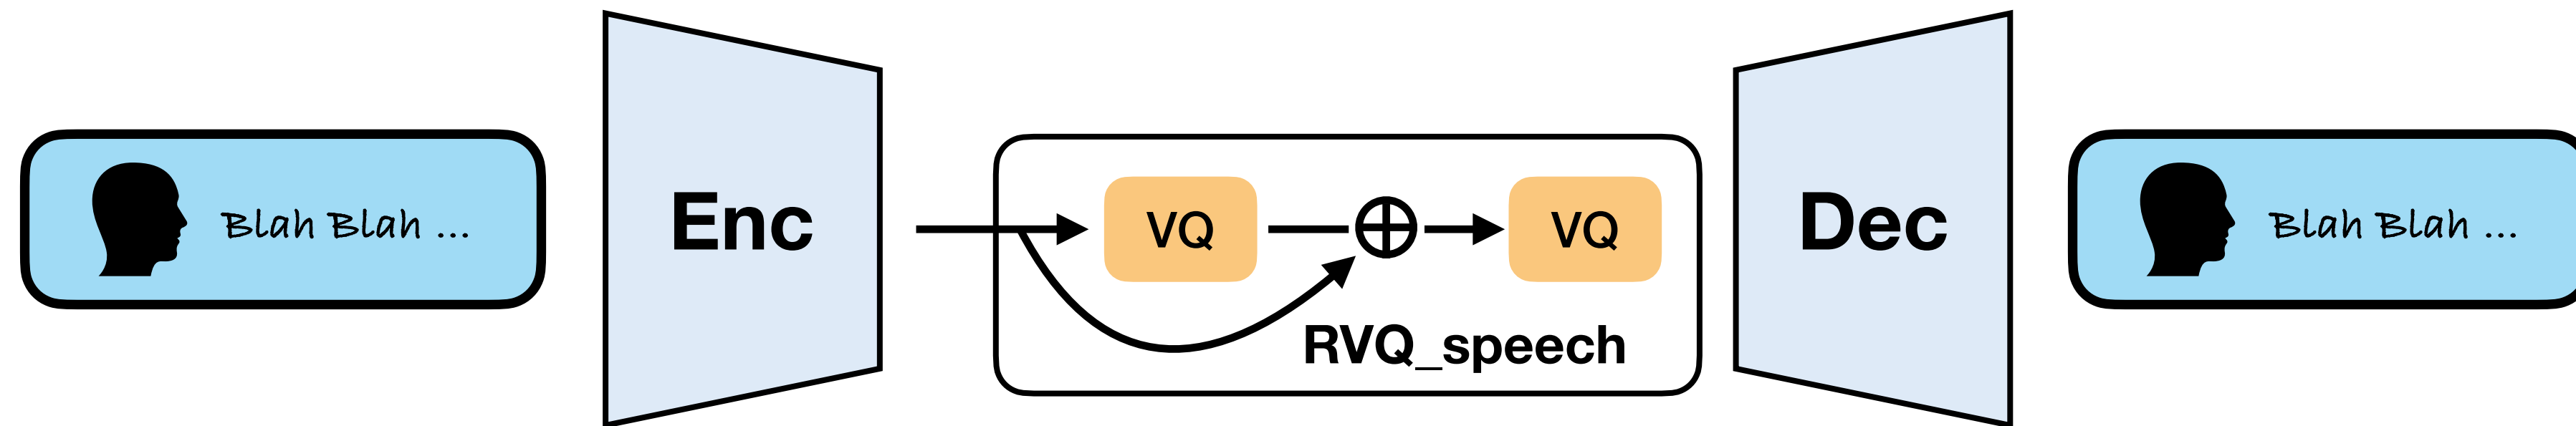 Blah Blah ...
Enc
VQ
VQ
RVQ_speech
Dec
Blah Blah ...